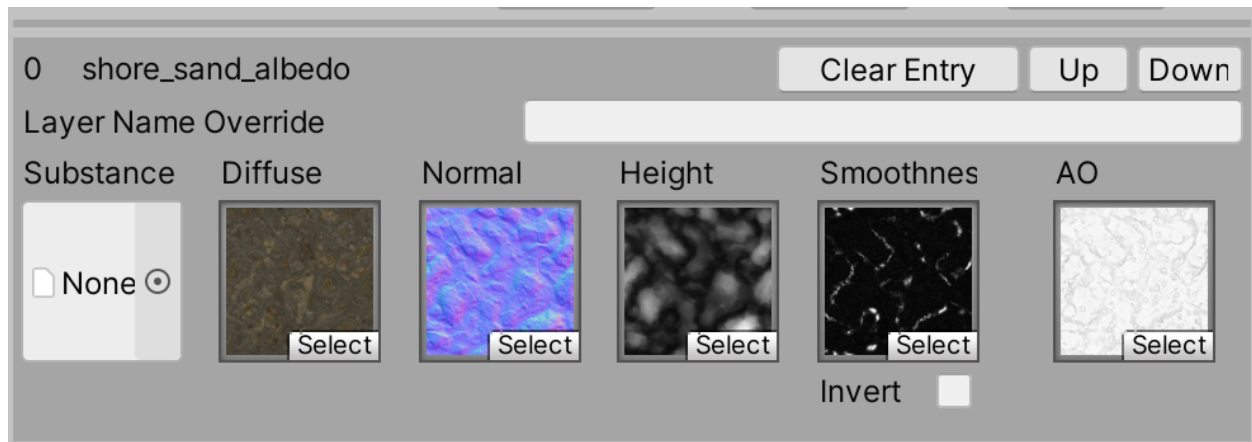 0 shore_sand_albedo Clear Entry Up Down
Layer Name Override
Substance Diffuse Normal Height Smoothnes AO
None
Select Select Select Select Select
Invert